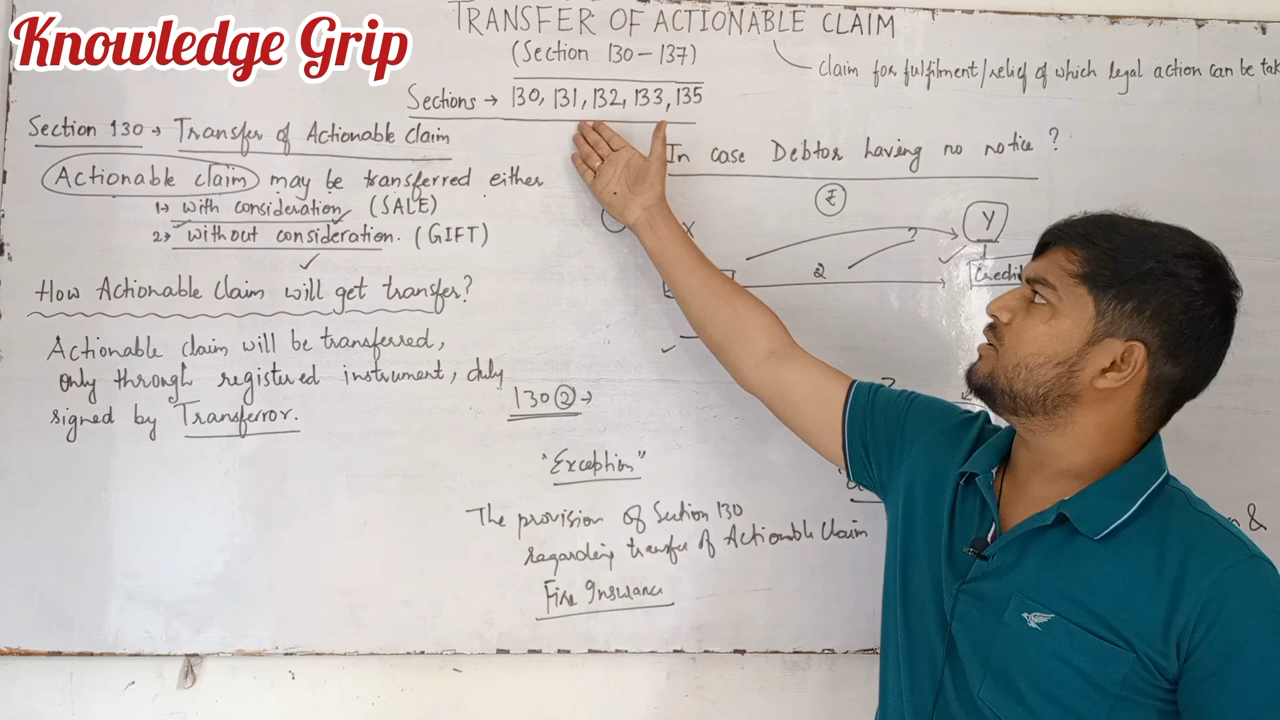 Knowledge Grip
TRANSFER OF ACTIONABLE CLAIM
(Section 130-137)
claim for fulfilment/relief of which legal action can be tak
Sections → 130, 131, 132, 133, 135
Section 130 → Transfer of Actionable Claim
Actionable claim may be transferred either
1→ with consideration (SALE)
2→ without consideration. (GIFT)
How Actionable Claim will get transfer?
Actionable claim will be transferred,
only through registered instrument, duly
signed by Transferror.
In case Debtor having no notice?
₹
X
Y
?
2
Credi
?
130 ② →
"Exception"
The provision of Section 130
regarding transfer of Actionable Claim
Fire Insurance
&